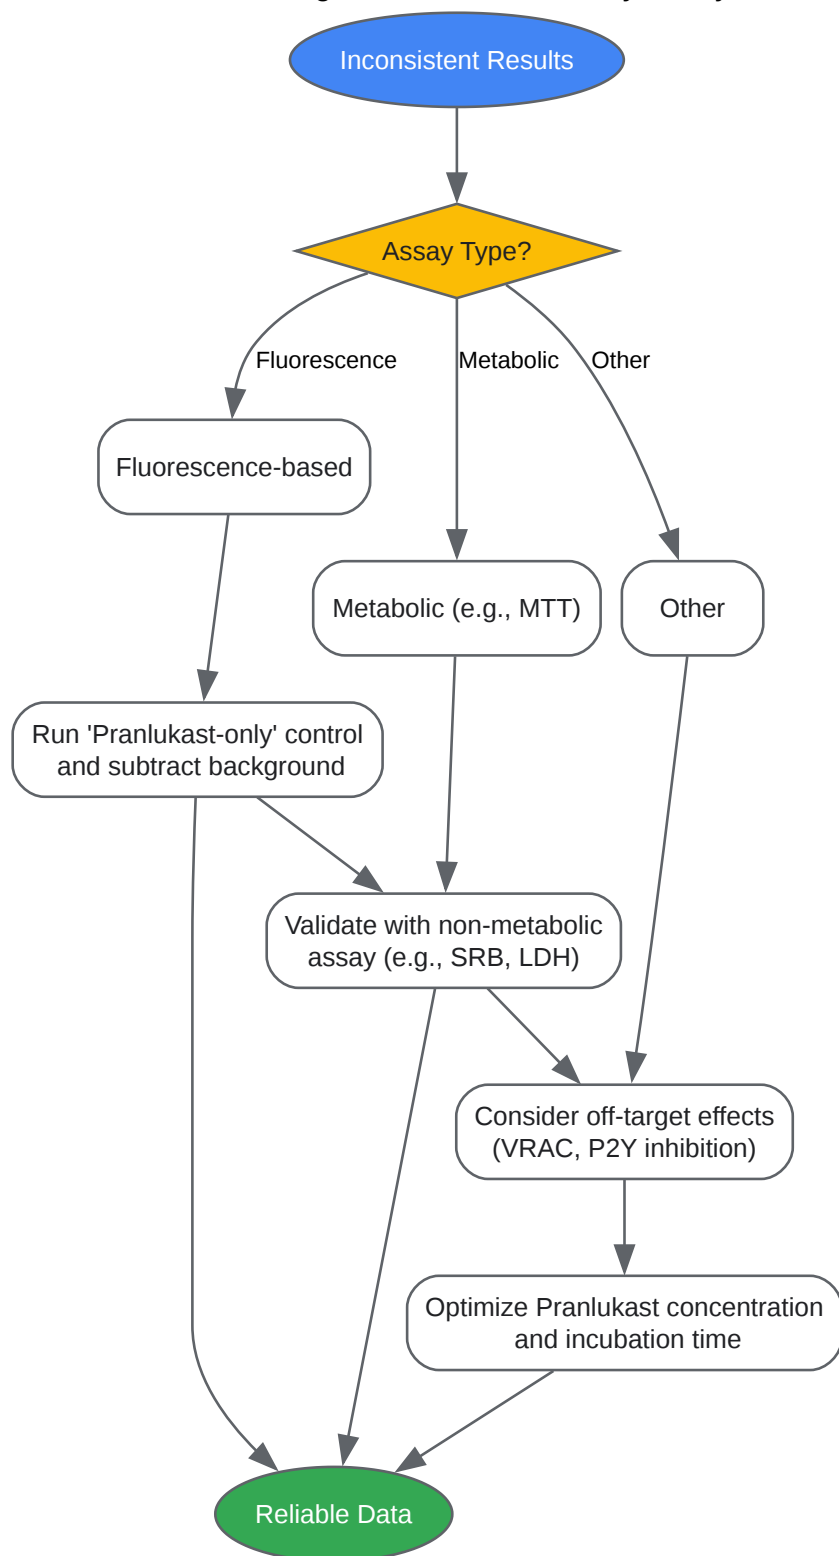 Inconsistent Results
Assay Type?
Fluorescence
Metabolic
Other
Fluorescence-based
Metabolic (e.g., MTT)
Other
Run 'Pranlukast-only' control
and subtract background
Validate with non-metabolic
assay (e.g., SRB, LDH)
Consider off-target effects
(VRAC, P2Y inhibition)
Optimize Pranlukast concentration
and incubation time
Reliable Data